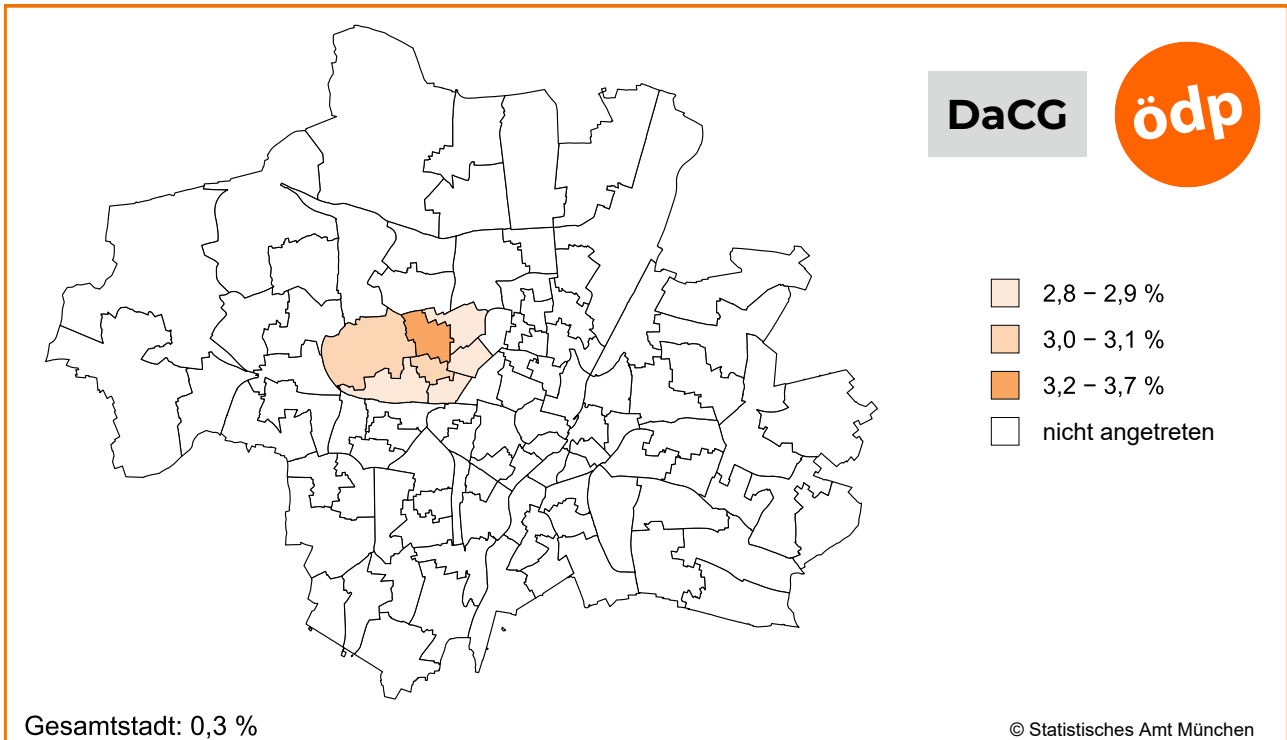 DaCG
ödp
2,8 − 2,9 %
3,0 − 3,1 %
3,2 − 3,7 %
nicht angetreten
Gesamtstadt: 0,3 %
© Statistisches Amt München